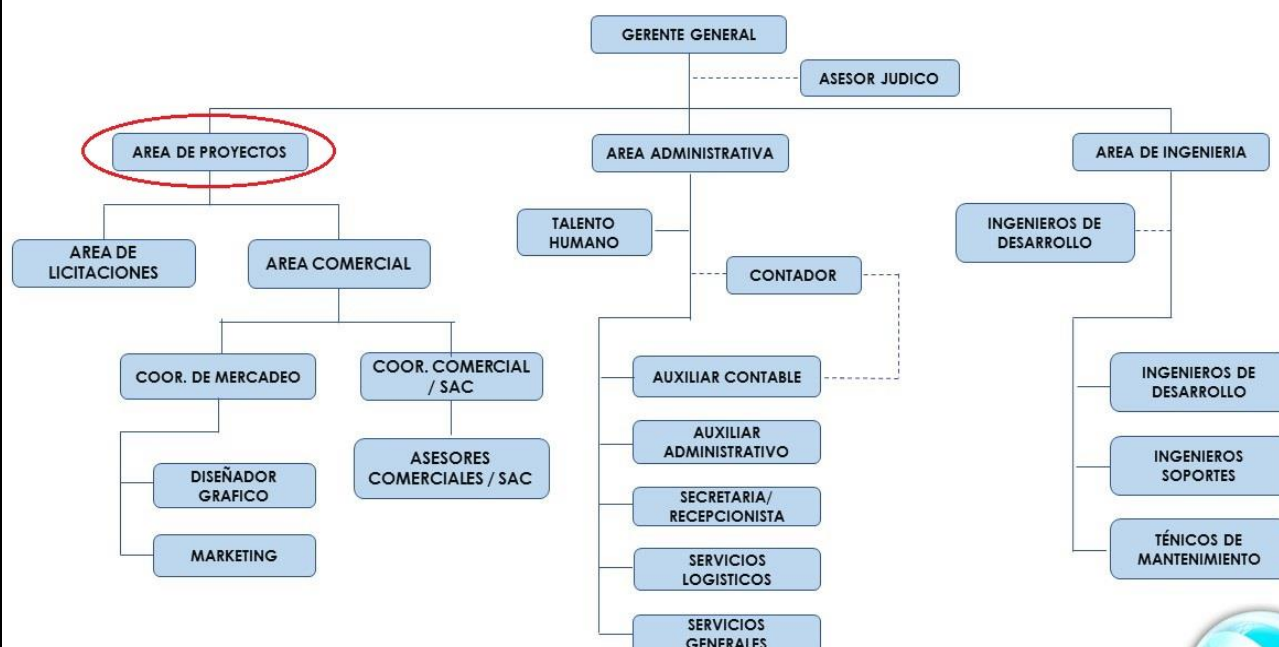 GERENTE GENERAL
ASESOR JUDICO
AREA DE PROYECTOS
AREA ADMINISTRATIVA
AREA DE INGENIERIA
AREA DE
LICITACIONES
AREA COMERCIAL
TALENTO
HUMANO
CONTADOR
INGENIEROS DE
DESARROLLO
COOR. DE MERCADEO
COOR. COMERCIAL
/ SAC
DISEÑADOR
GRAFICO
MARKETING
ASESORES
COMERCIALES / SAC
AUXILIAR CONTABLE
AUXILIAR
ADMINISTRATIVO
SECRETARIA/
RECEPCIONISTA
SERVICIOS
LOGISTICOS
SERVICIOS
GENERALES
INGENIEROS DE
DESARROLLO
INGENIEROS
SOPORTES
TÉNICOS DE
MANTENIMIENTO